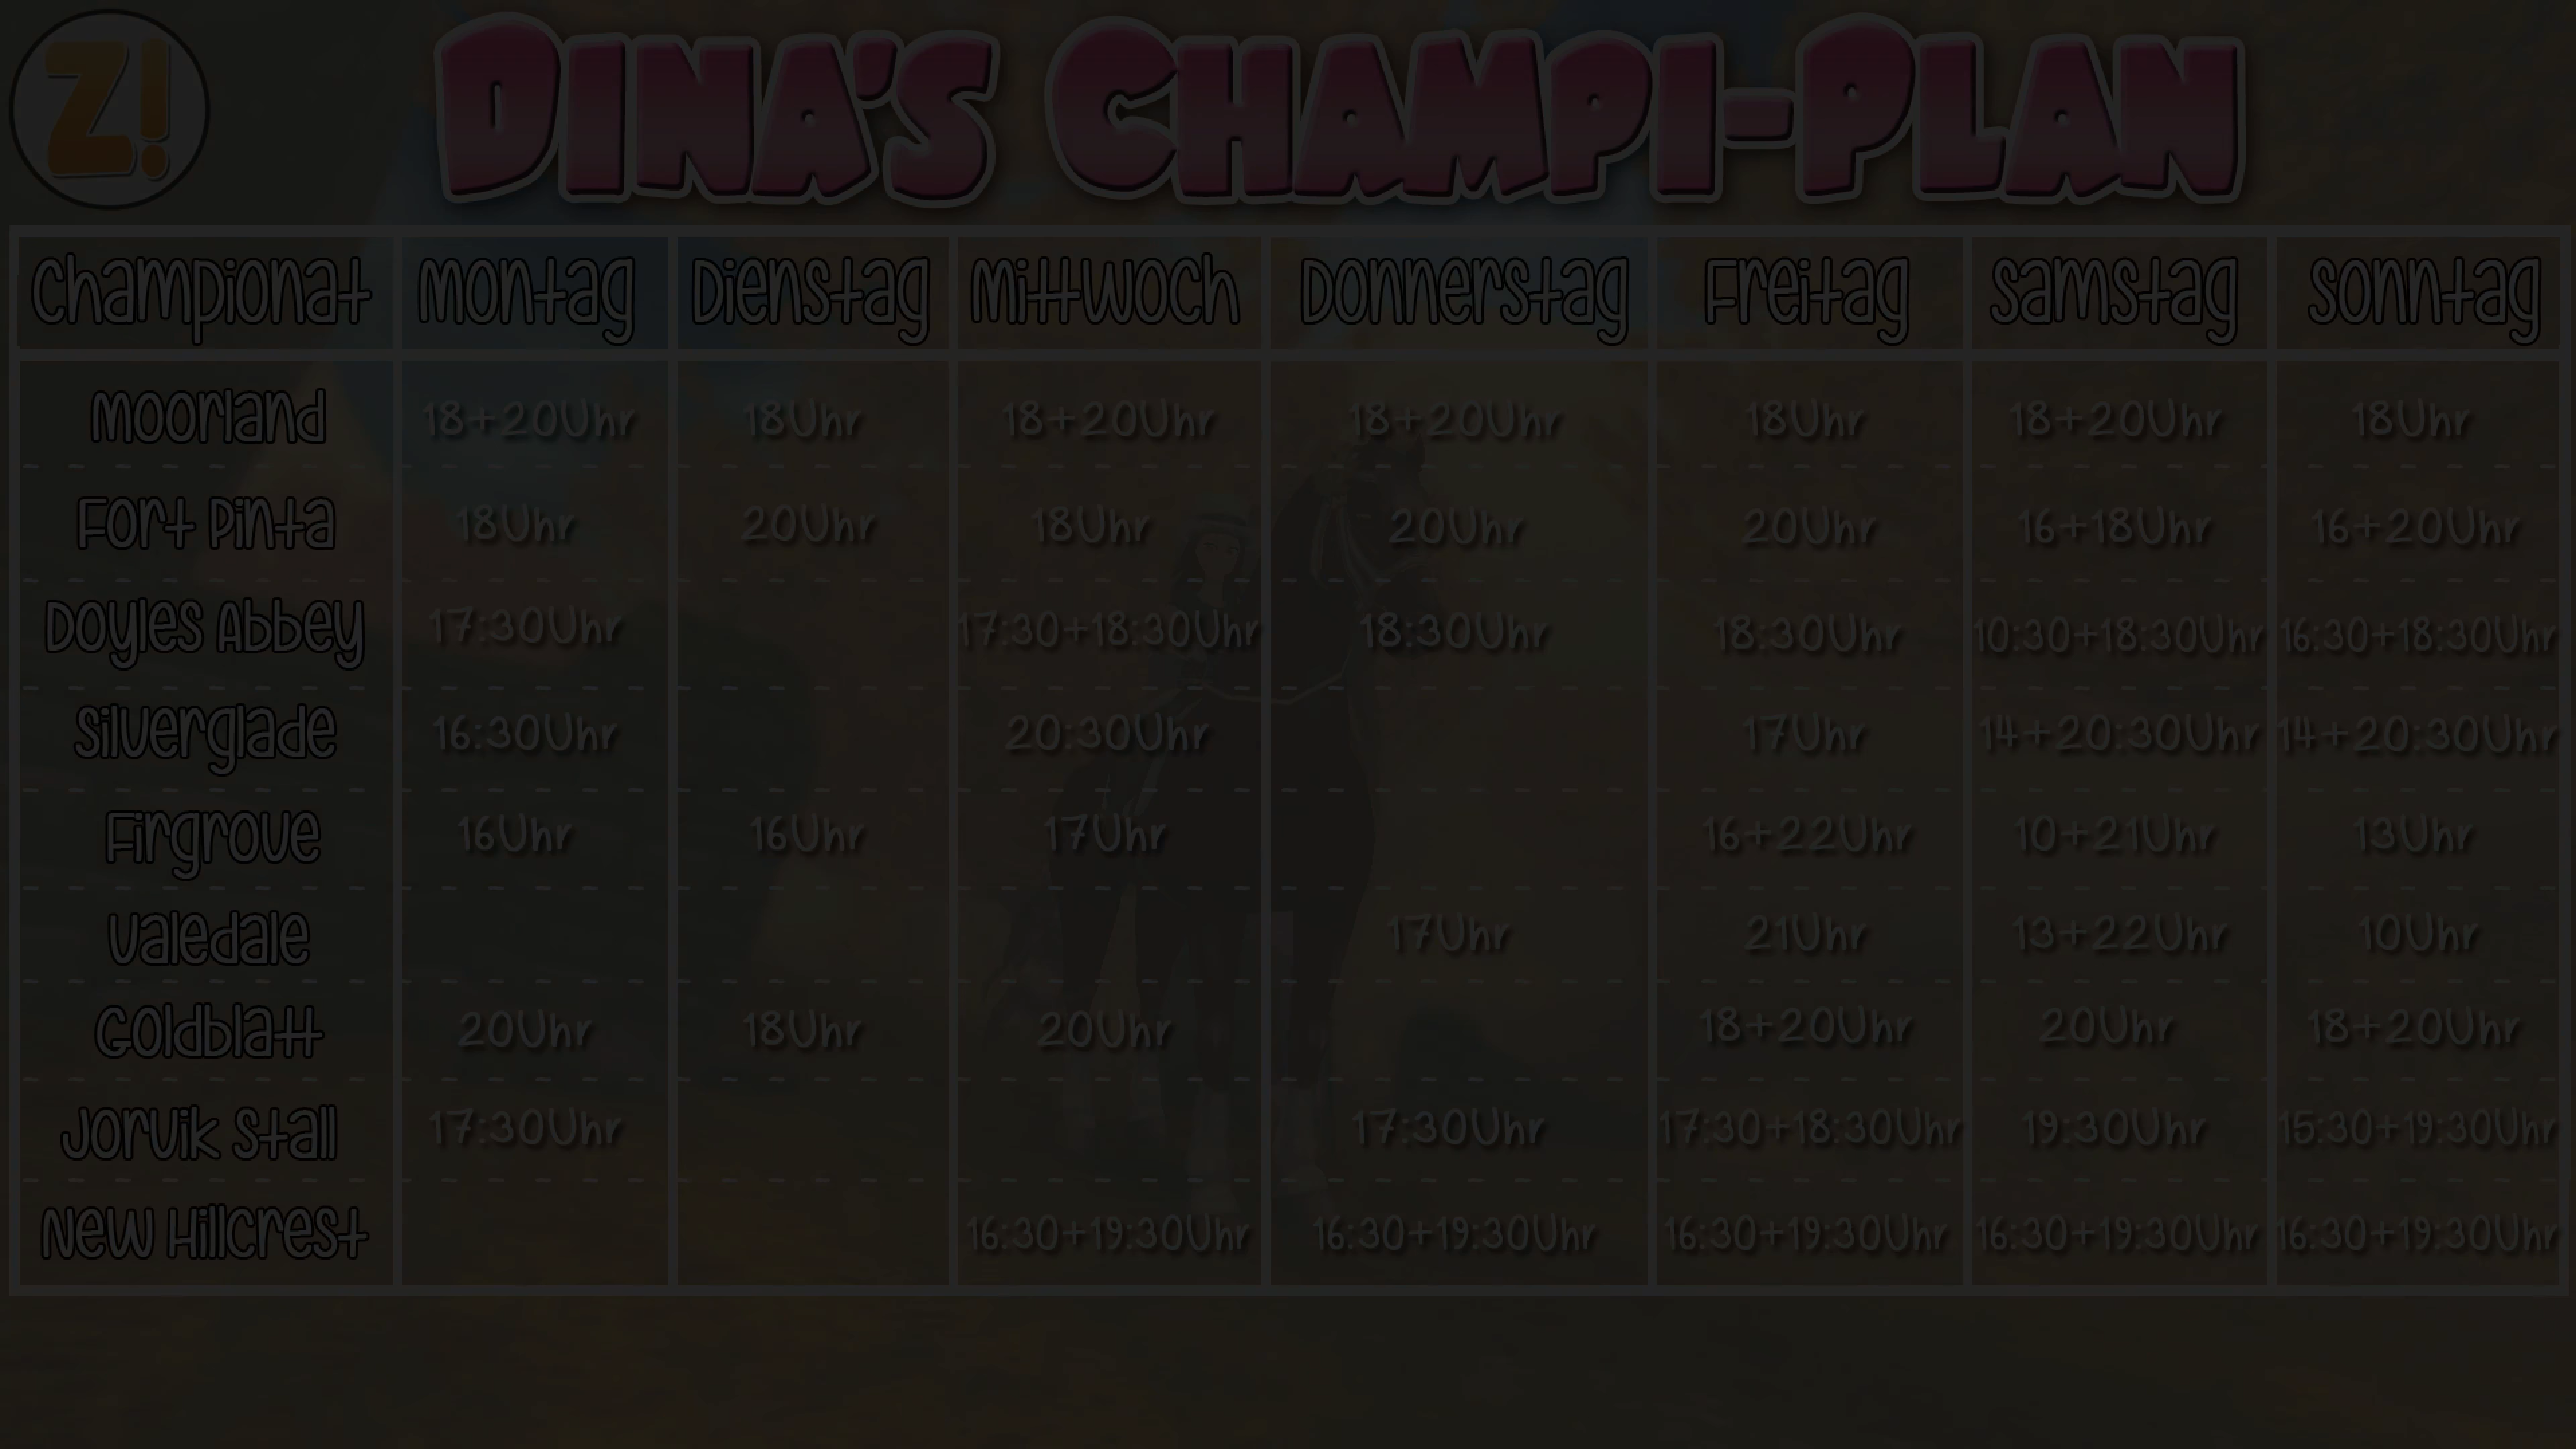 Z!
DINA'S CHAMPI-PLAN
Championat Montag Dienstag Mittwoch Donnerstag Freitag Samstag Sonntag
Moorland 18+20Uhr 18Uhr 18+20Uhr 18+20Uhr 18Uhr 18+20Uhr 18Uhr
Fort Pinta 18Uhr 20Uhr 18Uhr 20Uhr 20Uhr 16+18Uhr 16+20Uhr
Doyles Abbey 17:30Uhr 17:30+18:30Uhr 18:30Uhr 18:30Uhr 10:30+18:30Uhr 16:30+18:30Uhr
Silverglade 16:30Uhr 20:30Uhr 17Uhr 14+20:30Uhr 14+20:30Uhr
Firgrove 16Uhr 16Uhr 17Uhr 16+22Uhr 10+21Uhr 13Uhr
Valedale 17Uhr 21Uhr 13+22Uhr 10Uhr
Goldblatt 20Uhr 18Uhr 20Uhr 18+20Uhr 20Uhr 18+20Uhr
Jorvik Stall 17:30Uhr 17:30Uhr 17:30+18:30Uhr 19:30Uhr 15:30+19:30Uhr
New Hillcrest 16:30+19:30Uhr 16:30+19:30Uhr 16:30+19:30Uhr 16:30+19:30Uhr 16:30+19:30Uhr